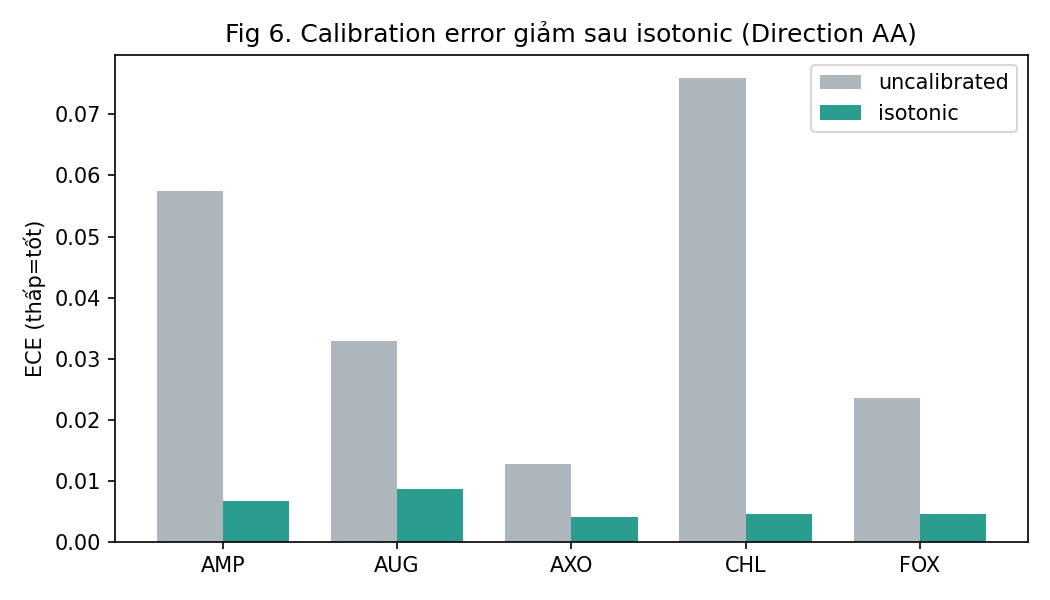 Fig 6. Calibration error giảm sau isotonic (Direction AA)
uncalibrated
isotonic
ECE (thấp=tốt)
0.07
0.06
0.05
0.04
0.03
0.02
0.01
0.00
AMP AUG AXO CHL FOX